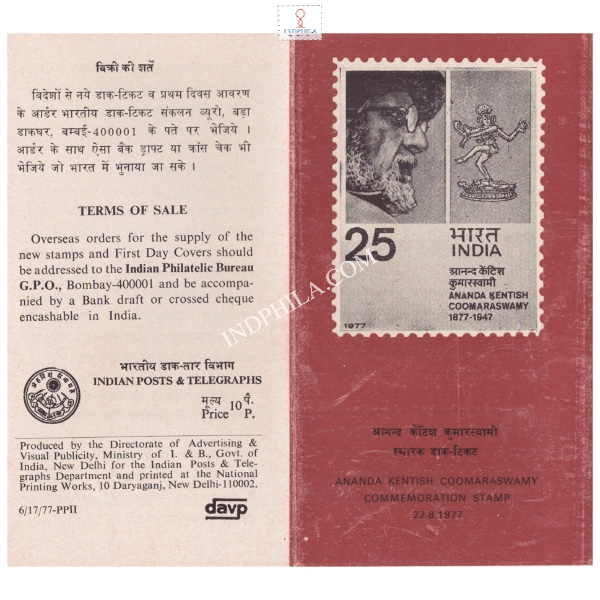 INDPHILA
बिक्री की शर्तें
विदेशों से नये डाक-टिकट व प्रथम दिवस आवरण
के आर्डर भारतीय डाक-टिकट संकलन ब्यूरो, बड़ा
डाकघर, बम्बई-400001 के पते पर भेजिये ।
आर्डर के साथ ऐसा बैंक ड्राफ्ट या क्रॉस चेक भी
भेजिये जो भारत में भुनाया जा सके ।
TERMS OF SALE
Overseas orders for the supply of the
new stamps and First Day Covers should
be addressed to the Indian Philatelic Bureau
G.P.O., Bombay-400001 and be accompa-
nied by a Bank draft or crossed cheque
encashable in India.
भारतीय डाक-तार विभाग
INDIAN POSTS & TELEGRAPHS
मूल्य 10 पै.
Price P.
Produced by the Directorate of Advertising &
Visual Publicity, Ministry of I. & B., Govt. of
India, New Delhi for the Indian Posts & Tele-
graphs Department and printed at the National
Printing Works, 10 Daryaganj, New Delhi-110002.
6/17/77-PPII
davp
25
भारत
INDIA
आनन्द केंटिश
कुमारस्वामी
ANANDA KENTISH
COOMARASWAMY
1877-1947
1977
आनन्द केंटिश कुमारस्वामी
स्मारक डाक-टिकट
ANANDA KENTISH COOMARASWAMY
COMMEMORATION STAMP
22.8.1977
INDPHILA.COM